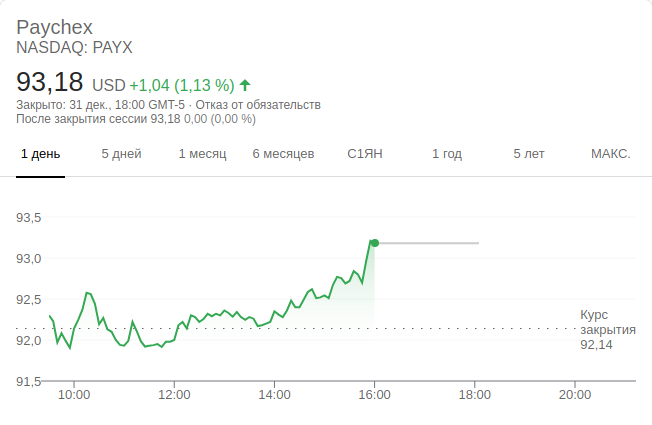 Paychex
NASDAQ: PAYX
93,18 USD +1,04 (1,13 %)
Закрыто: 31 дек., 18:00 GMT-5 · Отказ от обязательств
После закрытия сессии 93,18 0,00 (0,00 %)
1 день 5 дней 1 месяц 6 месяцев С1ЯН 1 год 5 лет МАКС.
93,5
93,0
92,5
92,0
91,5
Курс
закрытия
92,14
10:00 12:00 14:00 16:00 18:00 20:00